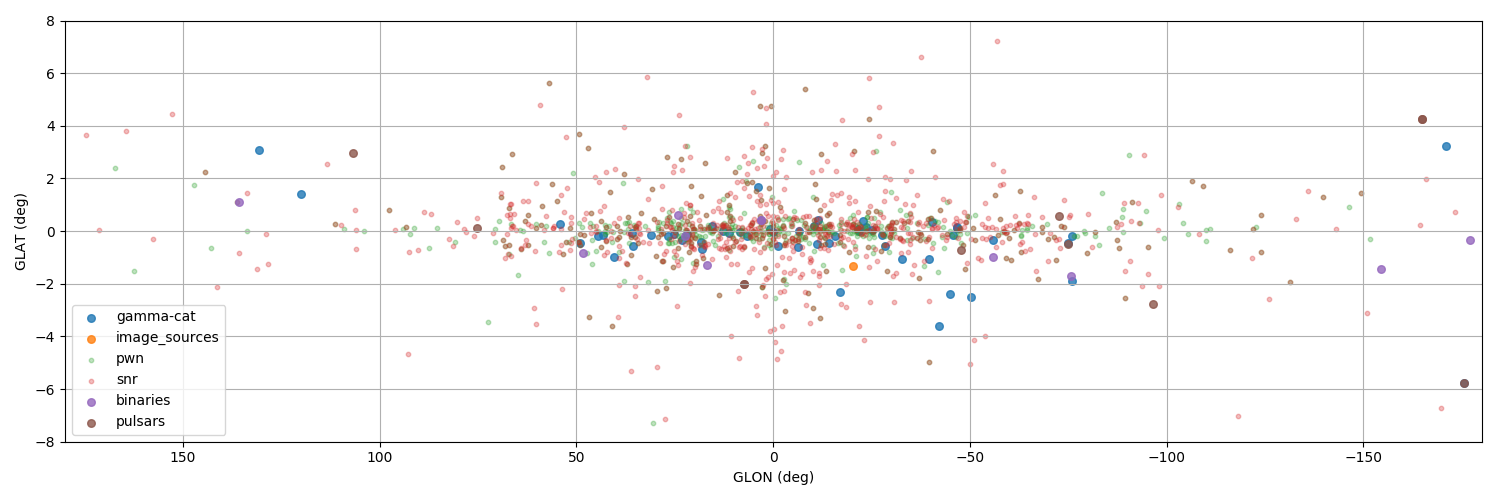 8
6
4
2
0
−2
−4
−6
−8
GLAT (deg)
gamma-cat
image_sources
pwn
snr
binaries
pulsars
150 100 50 0 −50 −100 −150
GLON (deg)